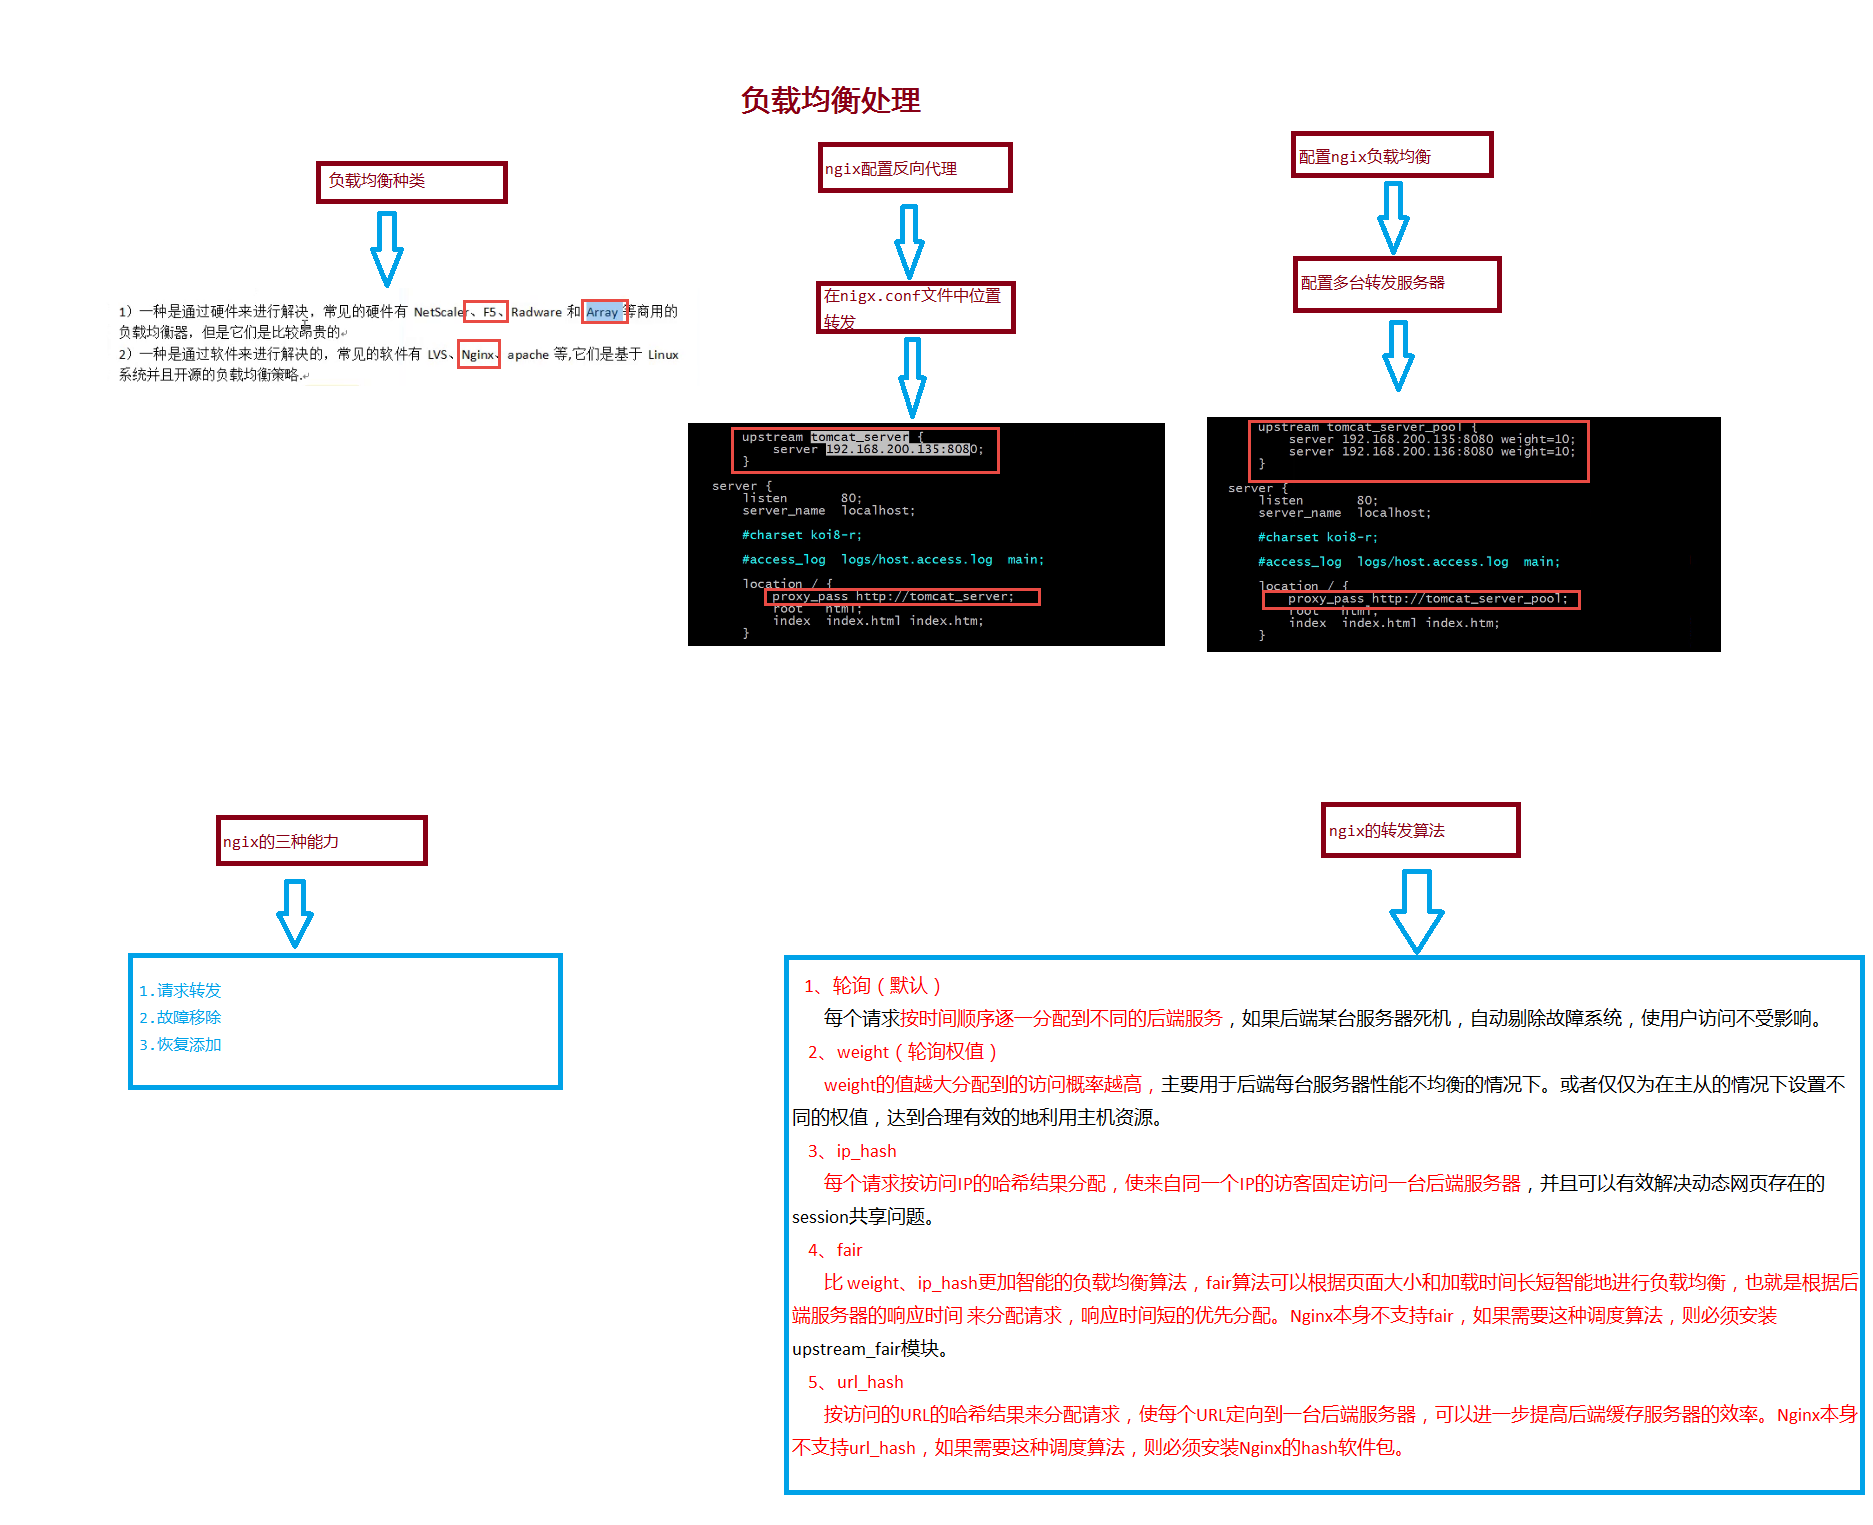 负载均衡处理
负载均衡种类
1）一种是通过硬件来进行解决，常见的硬件有 NetScaler、F5、Radware 和 Array 等商用的
负载均衡器，但是它们是比较昂贵的
2）一种是通过软件来进行解决的，常见的软件有 LVS、Nginx、apache 等,它们是基于 Linux
系统并且开源的负载均衡策略.
ngix配置反向代理
在nigx.conf文件中位置
转发
upstream tomcat_server {
server 192.168.200.135:8080;
}
server {
listen 80;
server_name localhost;
#charset koi8-r;
#access_log logs/host.access.log main;
location / {
proxy_pass http://tomcat_server;
root html;
index index.html index.htm;
}
配置ngix负载均衡
配置多台转发服务器
upstream tomcat_server_pool {
server 192.168.200.135:8080 weight=10;
server 192.168.200.136:8080 weight=10;
}
server {
listen 80;
server_name localhost;
#charset koi8-r;
#access_log logs/host.access.log main;
location / {
proxy_pass http://tomcat_server_pool;
root html;
index index.html index.htm;
}
ngix的三种能力
1.请求转发
2.故障移除
3.恢复添加
ngix的转发算法
1、轮询（默认）
每个请求按时间顺序逐一分配到不同的后端服务，如果后端某台服务器死机，自动剔除故障系统，使用户访问不受影响。
2、weight（轮询权值）
weight的值越大分配到的访问概率越高，主要用于后端每台服务器性能不均衡的情况下。或者仅仅为在主从的情况下设置不
同的权值，达到合理有效的地利用主机资源。
3、ip_hash
每个请求按访问IP的哈希结果分配，使来自同一个IP的访客固定访问一台后端服务器，并且可以有效解决动态网页存在的
session共享问题。
4、fair
比 weight、ip_hash更加智能的负载均衡算法，fair算法可以根据页面大小和加载时间长短智能地进行负载均衡，也就是根据后
端服务器的响应时间 来分配请求，响应时间短的优先分配。Nginx本身不支持fair，如果需要这种调度算法，则必须安装
upstream_fair模块。
5、url_hash
按访问的URL的哈希结果来分配请求，使每个URL定向到一台后端服务器，可以进一步提高后端缓存服务器的效率。Nginx本身
不支持url_hash，如果需要这种调度算法，则必须安装Nginx的hash软件包。